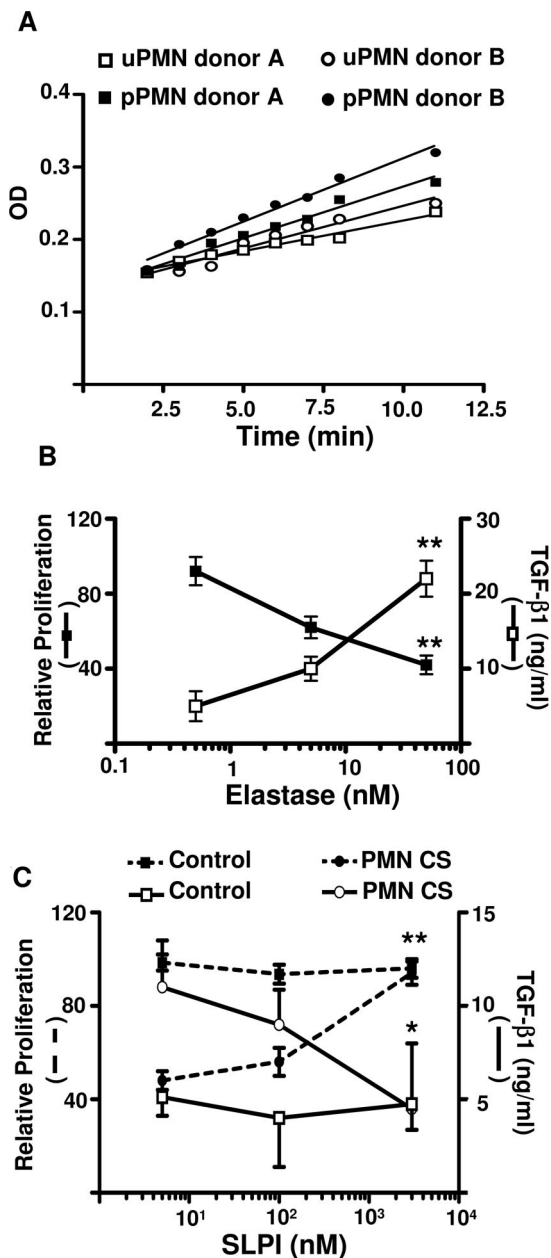 A
uPMN donor A
uPMN donor B
pPMN donor A
pPMN donor B
0.4
0.3
0.2
0.1
OD
2.5 5.0 7.5 10.0 12.5
Time (min)
B
120
80
40
Relative Proliferation
( )
30
20
10
TGF-β1 (ng/ml)
( )
**
**
0.1 1 10 100
Elastase (nM)
C
Control
PMN CS
Control
PMN CS
120
80
40
Relative Proliferation
( )
15
10
5
TGF-β1 (ng/ml)
( )
**
*
10¹ 10² 10³ 10⁴
SLPI (nM)